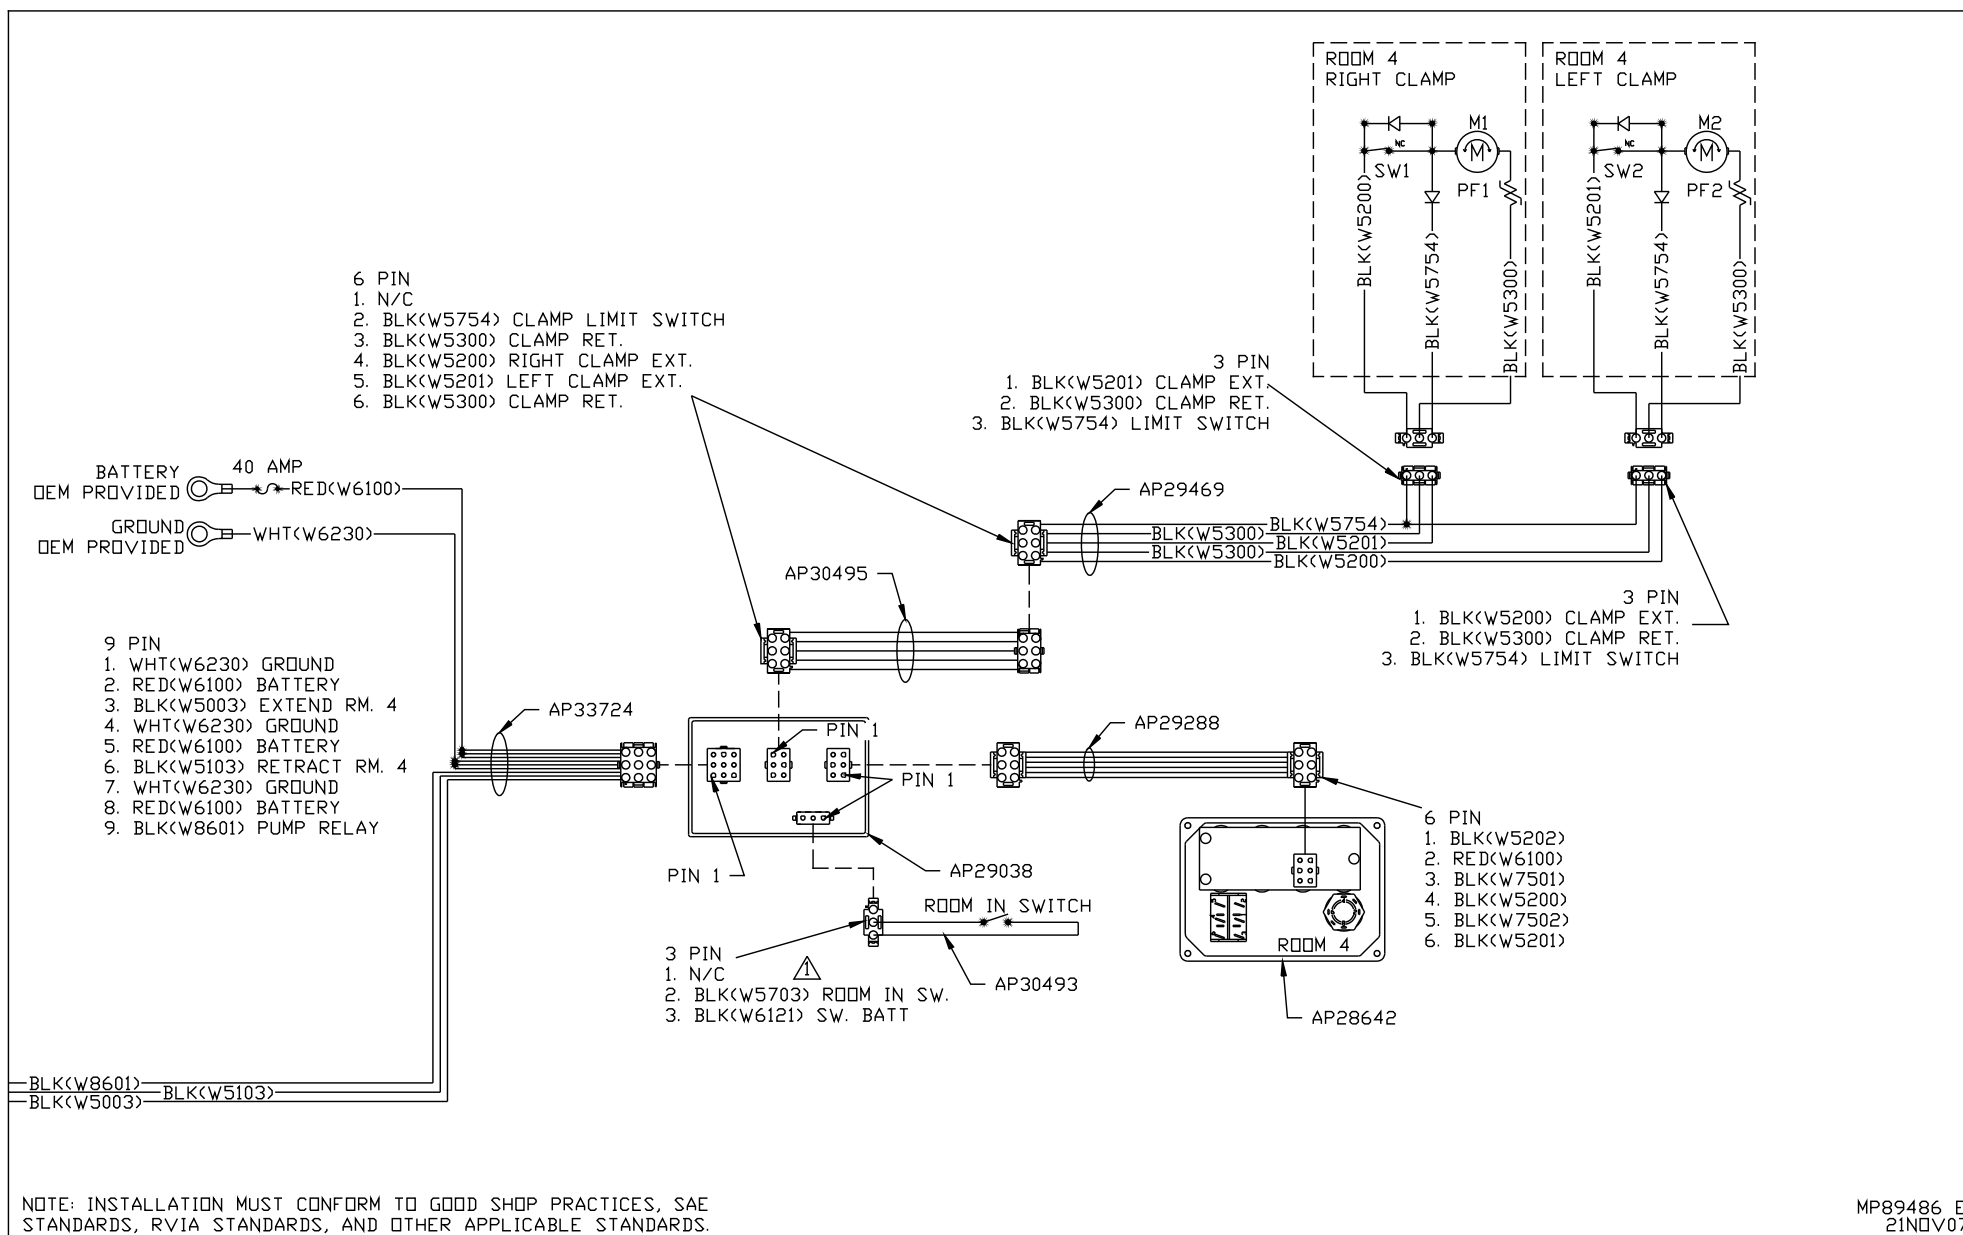 ROOM 4
RIGHT CLAMP
ROOM 4
LEFT CLAMP
M1
M2
NC
NC
M
M
SW1
SW2
PF1
PF2
BLK(W5200)
BLK(W5754)
BLK(W5300)
BLK(W5201)
BLK(W5754)
BLK(W5300)
6 PIN
1. N/C
2. BLK(W5754) CLAMP LIMIT SWITCH
3. BLK(W5300) CLAMP RET.
4. BLK(W5200) RIGHT CLAMP EXT.
5. BLK(W5201) LEFT CLAMP EXT.
6. BLK(W5300) CLAMP RET.
3 PIN
1. BLK(W5201) CLAMP EXT.
2. BLK(W5300) CLAMP RET.
3. BLK(W5754) LIMIT SWITCH
BATTERY
OEM PROVIDED
40 AMP
RED(W6100)
GROUND
OEM PROVIDED
WHT(W6230)
AP29469
BLK(W5754)
BLK(W5300)
BLK(W5201)
BLK(W5300)
BLK(W5200)
AP30495
3 PIN
1. BLK(W5200) CLAMP EXT.
2. BLK(W5300) CLAMP RET.
3. BLK(W5754) LIMIT SWITCH
9 PIN
1. WHT(W6230) GROUND
2. RED(W6100) BATTERY
3. BLK(W5003) EXTEND RM. 4
4. WHT(W6230) GROUND
5. RED(W6100) BATTERY
6. BLK(W5103) RETRACT RM. 4
7. WHT(W6230) GROUND
8. RED(W6100) BATTERY
9. BLK(W8601) PUMP RELAY
AP33724
PIN 1
PIN 1
PIN 1
AP29288
AP29038
6 PIN
1. BLK(W5202)
2. RED(W6100)
3. BLK(W7501)
4. BLK(W5200)
5. BLK(W7502)
6. BLK(W5201)
ROOM IN SWITCH
ROOM 4
3 PIN
1. N/C
2. BLK(W5703) ROOM IN SW.
3. BLK(W6121) SW. BATT
1
AP30493
AP28642
BLK(W8601)
BLK(W5103)
BLK(W5003)
NOTE: INSTALLATION MUST CONFORM TO GOOD SHOP PRACTICES, SAE
STANDARDS, RVIA STANDARDS, AND OTHER APPLICABLE STANDARDS.
MP89486 E
21NOV07